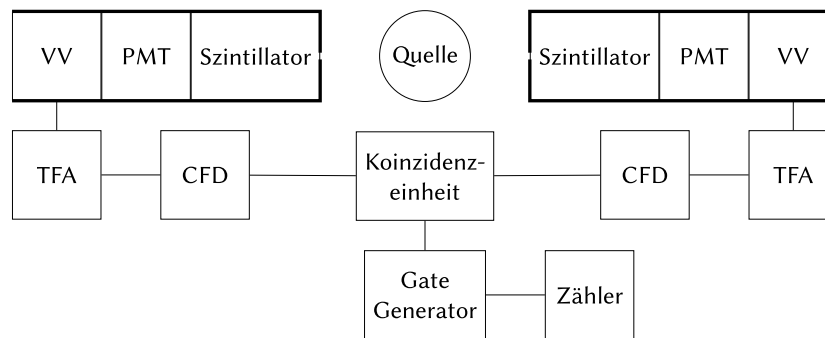 VV PMT Szintillator Quelle Szintillator PMT VV
TFA CFD Koinzidenz-
einheit CFD TFA
Gate
Generator Zähler